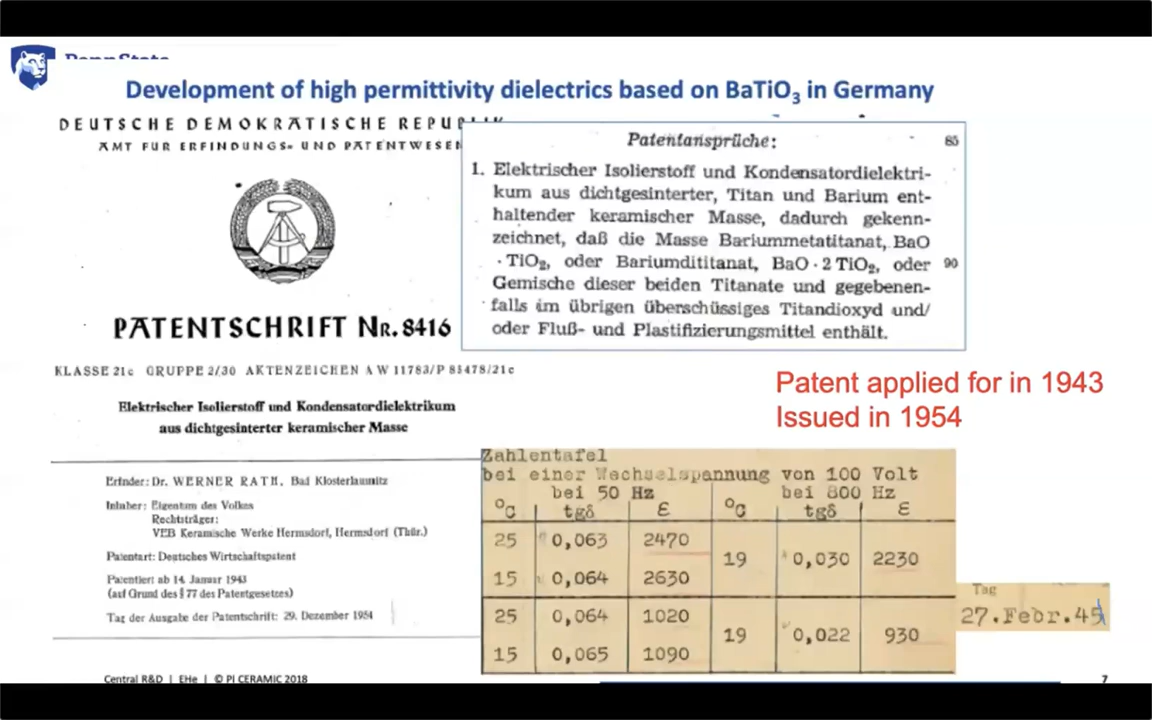 Development of high permittivity dielectrics based on BaTiO₃ in Germany
DEUTSCHE DEMOKRATISCHE REPUBLIK
AMT FÜR ERFINDUNGS- UND PATENTWESEN
PATENTSCHRIFT NR. 8416
KLASSE 21c GRUPPE 2/30 AKTENZEICHEN A W 11783/P 85478/21c
Elektrischer Isolierstoff und Kondensatordielektrikum
aus dichtgesinterter keramischer Masse
Erfinder: Dr. WERNER RATH, Bad Klosterlausnitz
Inhaber: Eigentum des Volkes
Rechtsträger:
VEB Keramische Werke Hermsdorf, Hermsdorf (Thür.)
Patentart: Deutsches Wirtschaftspatent
Patentiert ab 14. Januar 1943
(auf Grund des § 77 des Patentgesetzes)
Tag der Ausgabe der Patentschrift: 29. Dezember 1954
Patentansprüche: 85
1. Elektrischer Isolierstoff und Kondensatordielektri-
kum aus dichtgesinterter, Titan und Barium ent-
haltender keramischer Masse, dadurch gekenn-
zeichnet, daß die Masse Bariummetatitanat, BaO
· TiO₂, oder Bariumdititanat, BaO · 2 TiO₂, oder 90
Gemische dieser beiden Titanate und gegebenen-
falls im übrigen überschüssiges Titandioxyd und/
oder Fluß- und Plastifizierungsmittel enthält.
Patent applied for in 1943
Issued in 1954
Zahlentafel
bei einer Wechselspannung von 100 Volt
bei 50 Hz bei 800 Hz
°C tgδ ε °C tgδ ε
25 0,063 2470
19 0,030 2230
15 0,064 2630
25 0,064 1020
19 0,022 930
15 0,065 1090
Tag
27.Febr.45
Central R&D | EHe | © PI CERAMIC 2018
7